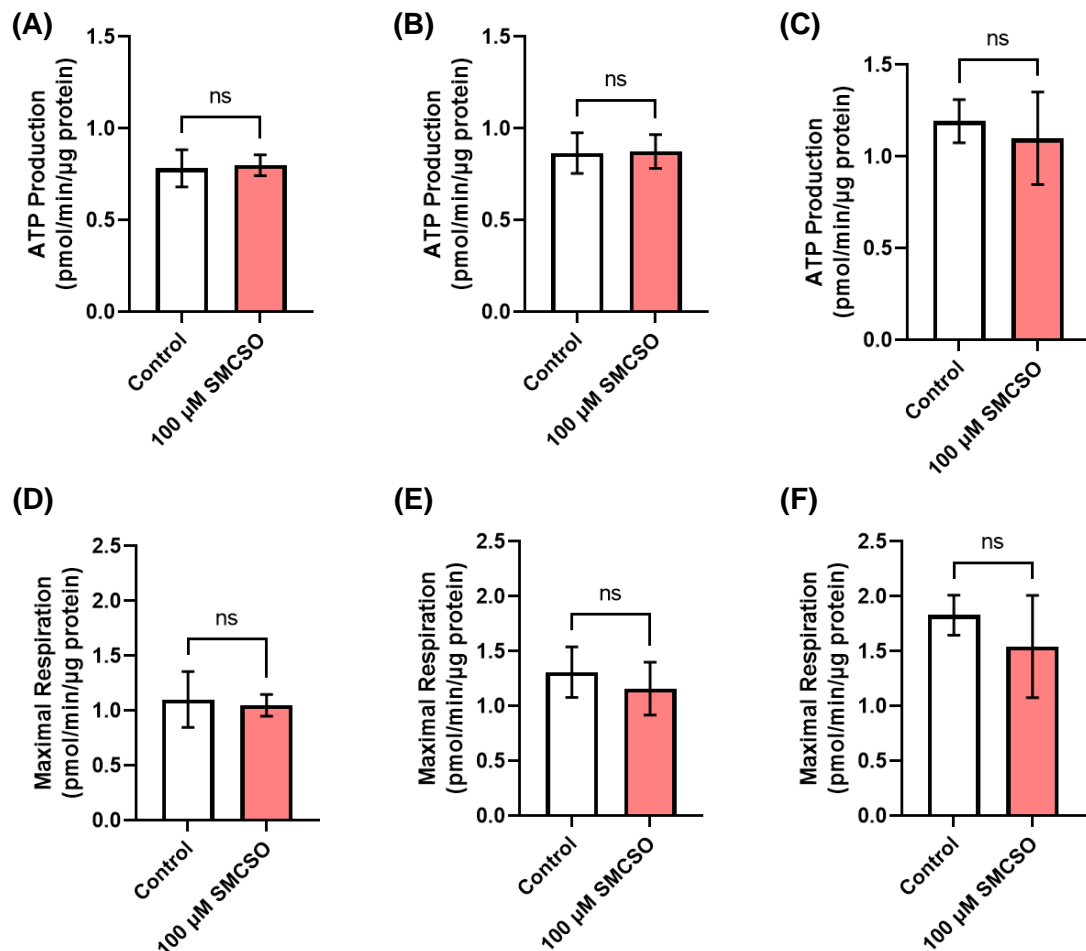 (A)
ATP Production
(pmol/min/µg protein)
1.5
1.0
0.5
0.0
ns
Control
100 µM SMCSO
(B)
ATP Production
(pmol/min/µg protein)
1.5
1.0
0.5
0.0
ns
Control
100 µM SMCSO
(C)
ATP Production
(pmol/min/µg protein)
1.5
1.0
0.5
0.0
ns
Control
100 µM SMCSO
(D)
Maximal Respiration
(pmol/min/µg protein)
2.5
2.0
1.5
1.0
0.5
0.0
ns
Control
100 µM SMCSO
(E)
Maximal Respiration
(pmol/min/µg protein)
2.5
2.0
1.5
1.0
0.5
0.0
ns
Control
100 µM SMCSO
(F)
Maximal Respiration
(pmol/min/µg protein)
2.5
2.0
1.5
1.0
0.5
0.0
ns
Control
100 µM SMCSO